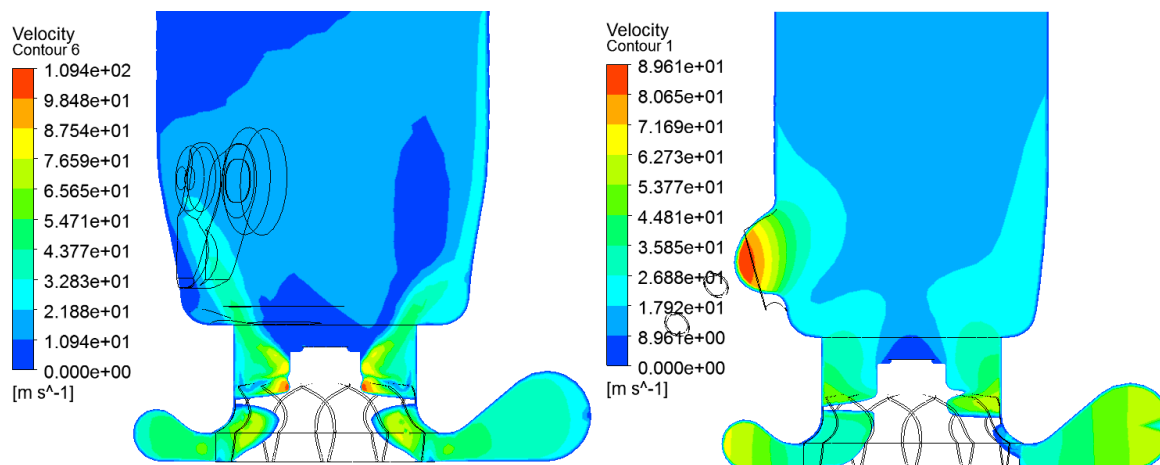 Velocity
Contour 6
1.094e+02
9.848e+01
8.754e+01
7.659e+01
6.565e+01
5.471e+01
4.377e+01
3.283e+01
2.188e+01
1.094e+01
0.000e+00
[m s^-1]
Velocity
Contour 1
8.961e+01
8.065e+01
7.169e+01
6.273e+01
5.377e+01
4.481e+01
3.585e+01
2.688e+01
1.792e+01
8.961e+00
0.000e+00
[m s^-1]